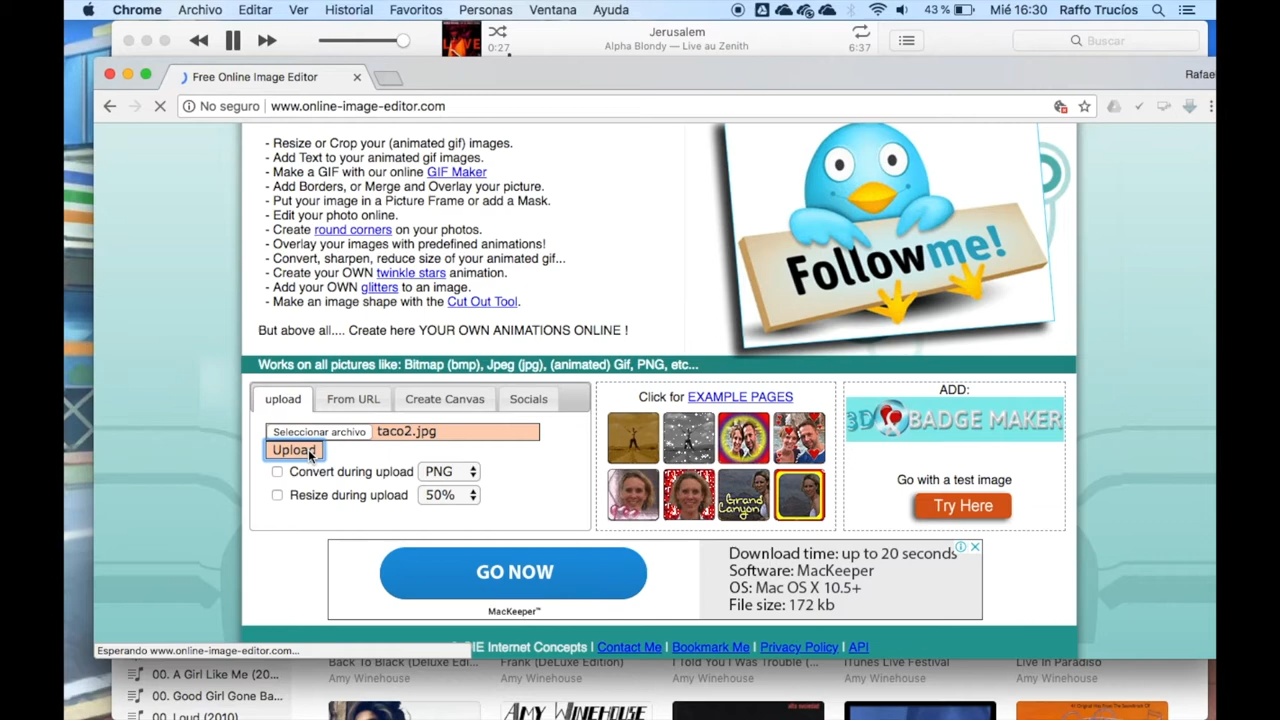 Chrome Archivo Editar Ver Historial Favoritos Personas Ventana Ayuda 43 % Mié 16:30 Raffo Trucíos
Jerusalem
0:27 Alpha Blondy — Live au Zenith 6:37
Buscar
Free Online Image Editor
Rafae
No seguro www.online-image-editor.com
- Resize or Crop your (animated gif) images.
- Add Text to your animated gif images.
- Make a GIF with our online GIF Maker
- Add Borders, or Merge and Overlay your picture.
- Put your image in a Picture Frame or add a Mask.
- Edit your photo online.
- Create round corners on your photos.
- Overlay your images with predefined animations!
- Convert, sharpen, reduce size of your animated gif...
- Create your OWN twinkle stars animation.
- Add your OWN glitters to an image.
- Make an image shape with the Cut Out Tool.
But above all.... Create here YOUR OWN ANIMATIONS ONLINE !
Follow me!
Works on all pictures like: Bitmap (bmp), Jpeg (jpg), (animated) Gif, PNG, etc...
upload From URL Create Canvas Socials
Seleccionar archivo taco2.jpg
Upload
Convert during upload PNG
Resize during upload 50%
Click for EXAMPLE PAGES
Grand
Canyon
ADD:
3D BADGE MAKER
Go with a test image
Try Here
GO NOW
MacKeeper™
Download time: up to 20 seconds
Software: MacKeeper
OS: Mac OS X 10.5+
File size: 172 kb
IE Internet Concepts | Contact Me | Bookmark Me | Privacy Policy | API
Esperando www.online-image-editor.com...
Back To Black (Deluxe Edi... Frank (DeLuxe Edition) I Told You I Was Trouble (... iTunes Live Festival Live In Paradiso
00. A Girl Like Me (20...
Amy Winehouse Amy Winehouse Amy Winehouse Amy Winehouse Amy Winehouse
00. Good Girl Gone Ba...
00. Loud (2010)
AMY WINEHOUSE